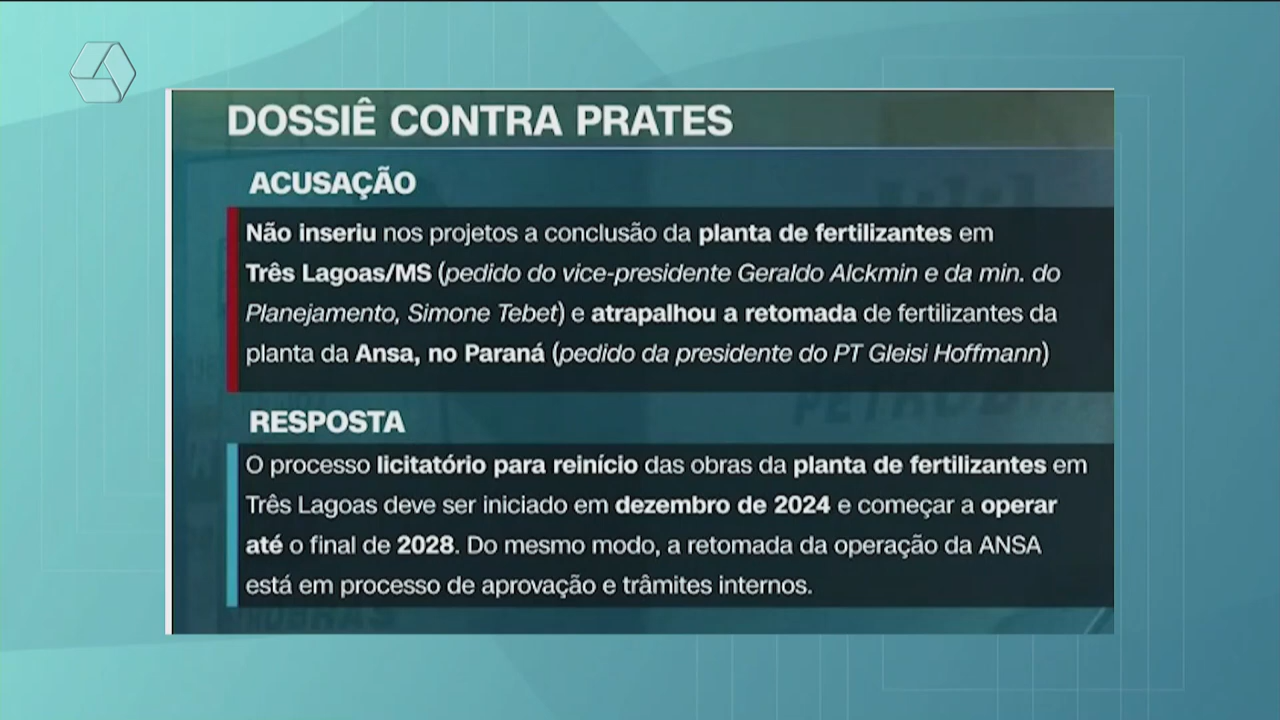 DOSSIÊ CONTRA PRATES
ACUSAÇÃO
Não inseriu nos projetos a conclusão da planta de fertilizantes em
Três Lagoas/MS (pedido do vice-presidente Geraldo Alckmin e da min. do
Planejamento, Simone Tebet) e atrapalhou a retomada de fertilizantes da
planta da Ansa, no Paraná (pedido da presidente do PT Gleisi Hoffmann)
RESPOSTA
O processo licitatório para reinício das obras da planta de fertilizantes em
Três Lagoas deve ser iniciado em dezembro de 2024 e começar a operar
até o final de 2028. Do mesmo modo, a retomada da operação da ANSA
está em processo de aprovação e trâmites internos.